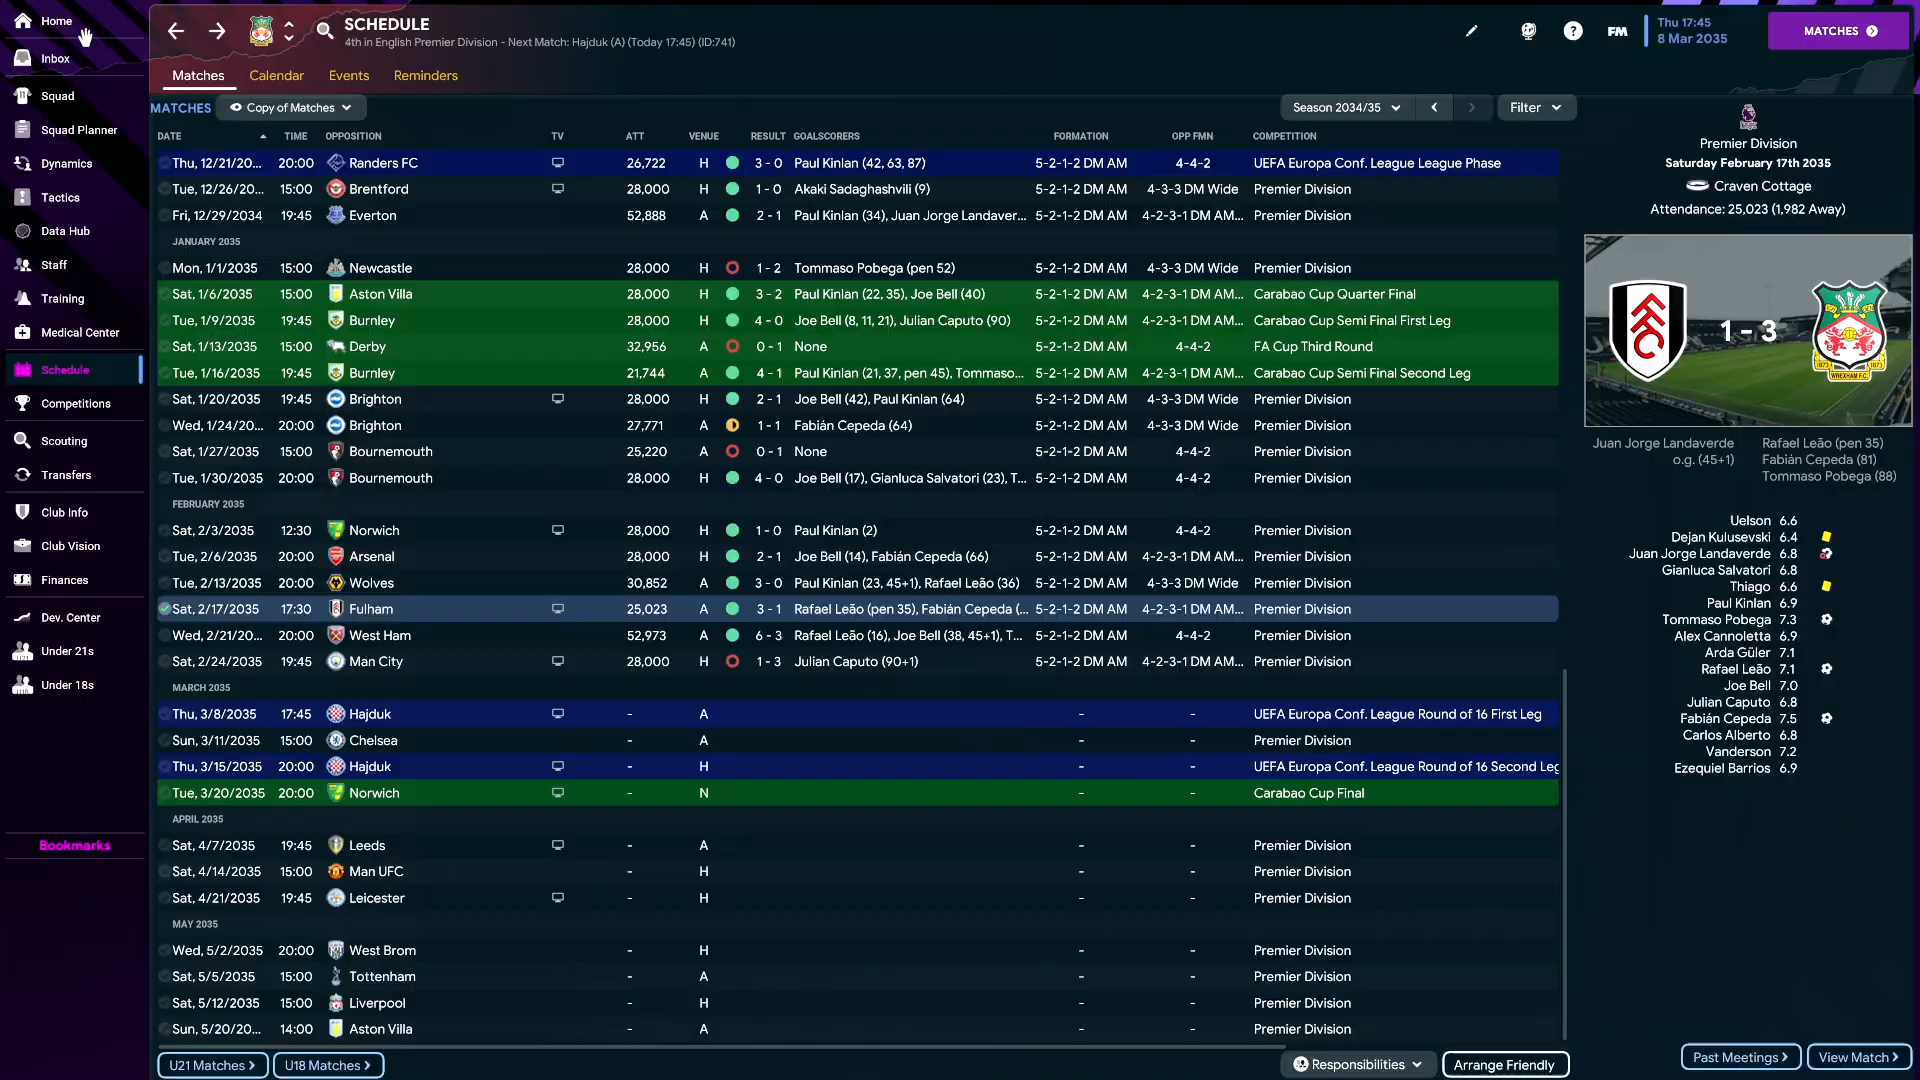 Home
Inbox
Squad
Squad Planner
Dynamics
Tactics
Data Hub
Staff
Training
Medical Center
Schedule
Competitions
Scouting
Transfers
Club Info
Club Vision
Finances
Dev. Center
Under 21s
Under 18s
Bookmarks
SCHEDULE
4th in English Premier Division - Next Match: Hajduk (A) (Today 17:45) (ID:741)
FM
Thu 17:45
8 Mar 2035
MATCHES
Matches Calendar Events Reminders
MATCHES Copy of Matches Season 2034/35 Filter
DATE TIME OPPOSITION TV ATT VENUE RESULT GOALSCORERS FORMATION OPP FMN COMPETITION
Thu, 12/21/20... 20:00 Randers FC 26,722 H 3 - 0 Paul Kinlan (42, 63, 87) 5-2-1-2 DM AM 4-4-2 UEFA Europa Conf. League League Phase
Tue, 12/26/20... 15:00 Brentford 28,000 H 1 - 0 Akaki Sadaghashvili (9) 5-2-1-2 DM AM 4-3-3 DM Wide Premier Division
Fri, 12/29/2034 19:45 Everton 52,888 A 2 - 1 Paul Kinlan (34), Juan Jorge Landaver... 5-2-1-2 DM AM 4-2-3-1 DM AM... Premier Division
JANUARY 2035
Mon, 1/1/2035 15:00 Newcastle 28,000 H 1 - 2 Tommaso Pobega (pen 52) 5-2-1-2 DM AM 4-3-3 DM Wide Premier Division
Sat, 1/6/2035 15:00 Aston Villa 28,000 H 3 - 2 Paul Kinlan (22, 35), Joe Bell (40) 5-2-1-2 DM AM 4-2-3-1 DM AM... Carabao Cup Quarter Final
Tue, 1/9/2035 19:45 Burnley 28,000 H 4 - 0 Joe Bell (8, 11, 21), Julian Caputo (90) 5-2-1-2 DM AM 4-2-3-1 DM AM... Carabao Cup Semi Final First Leg
Sat, 1/13/2035 15:00 Derby 32,956 A 0 - 1 None 5-2-1-2 DM AM 4-4-2 FA Cup Third Round
Tue, 1/16/2035 19:45 Burnley 21,744 A 4 - 1 Paul Kinlan (21, 37, pen 45), Tommaso... 5-2-1-2 DM AM 4-2-3-1 DM AM... Carabao Cup Semi Final Second Leg
Sat, 1/20/2035 19:45 Brighton 28,000 H 2 - 1 Joe Bell (42), Paul Kinlan (64) 5-2-1-2 DM AM 4-3-3 DM Wide Premier Division
Wed, 1/24/20... 20:00 Brighton 27,771 A 1 - 1 Fabián Cepeda (64) 5-2-1-2 DM AM 4-3-3 DM Wide Premier Division
Sat, 1/27/2035 15:00 Bournemouth 25,220 A 0 - 1 None 5-2-1-2 DM AM 4-4-2 Premier Division
Tue, 1/30/2035 20:00 Bournemouth 28,000 H 4 - 0 Joe Bell (17), Gianluca Salvatori (23), T... 5-2-1-2 DM AM 4-4-2 Premier Division
FEBRUARY 2035
Sat, 2/3/2035 12:30 Norwich 28,000 H 1 - 0 Paul Kinlan (2) 5-2-1-2 DM AM 4-4-2 Premier Division
Tue, 2/6/2035 20:00 Arsenal 28,000 H 2 - 1 Joe Bell (14), Fabián Cepeda (66) 5-2-1-2 DM AM 4-2-3-1 DM AM... Premier Division
Tue, 2/13/2035 20:00 Wolves 30,852 A 3 - 0 Paul Kinlan (23, 45+1), Rafael Leão (36) 5-2-1-2 DM AM 4-3-3 DM Wide Premier Division
Sat, 2/17/2035 17:30 Fulham 25,023 A 3 - 1 Rafael Leão (pen 35), Fabián Cepeda (... 5-2-1-2 DM AM 4-2-3-1 DM AM... Premier Division
Wed, 2/21/20... 20:00 West Ham 52,973 A 6 - 3 Rafael Leão (16), Joe Bell (38, 45+1), T... 5-2-1-2 DM AM 4-4-2 Premier Division
Sat, 2/24/2035 19:45 Man City 28,000 H 1 - 3 Julian Caputo (90+1) 5-2-1-2 DM AM 4-2-3-1 DM AM... Premier Division
MARCH 2035
Thu, 3/8/2035 17:45 Hajduk - A - - UEFA Europa Conf. League Round of 16 First Leg
Sun, 3/11/2035 15:00 Chelsea - A - - Premier Division
Thu, 3/15/2035 20:00 Hajduk - H - - UEFA Europa Conf. League Round of 16 Second Leg
Tue, 3/20/2035 20:00 Norwich - N - - Carabao Cup Final
APRIL 2035
Sat, 4/7/2035 19:45 Leeds - A - - Premier Division
Sat, 4/14/2035 15:00 Man UFC - H - - Premier Division
Sat, 4/21/2035 19:45 Leicester - H - - Premier Division
MAY 2035
Wed, 5/2/2035 20:00 West Brom - H - - Premier Division
Sat, 5/5/2035 15:00 Tottenham - A - - Premier Division
Sat, 5/12/2035 15:00 Liverpool - H - - Premier Division
Sun, 5/20/20... 14:00 Aston Villa - A - - Premier Division
U21 Matches U18 Matches Responsibilities Arrange Friendly
Premier Division
Saturday February 17th 2035
Craven Cottage
Attendance: 25,023 (1,982 Away)
1 - 3
WREXHAM F.C.
Juan Jorge Landaverde
o.g. (45+1)
Rafael Leão (pen 35)
Fabián Cepeda (81)
Tommaso Pobega (88)
Uelson 6.6
Dejan Kulusevski 6.4
Juan Jorge Landaverde 6.8
Gianluca Salvatori 6.8
Thiago 6.6
Paul Kinlan 6.9
Tommaso Pobega 7.3
Alex Cannoletta 6.9
Arda Güler 7.1
Rafael Leão 7.1
Joe Bell 7.0
Julian Caputo 6.8
Fabián Cepeda 7.5
Carlos Alberto 6.8
Vanderson 7.2
Ezequiel Barrios 6.9
Past Meetings View Match